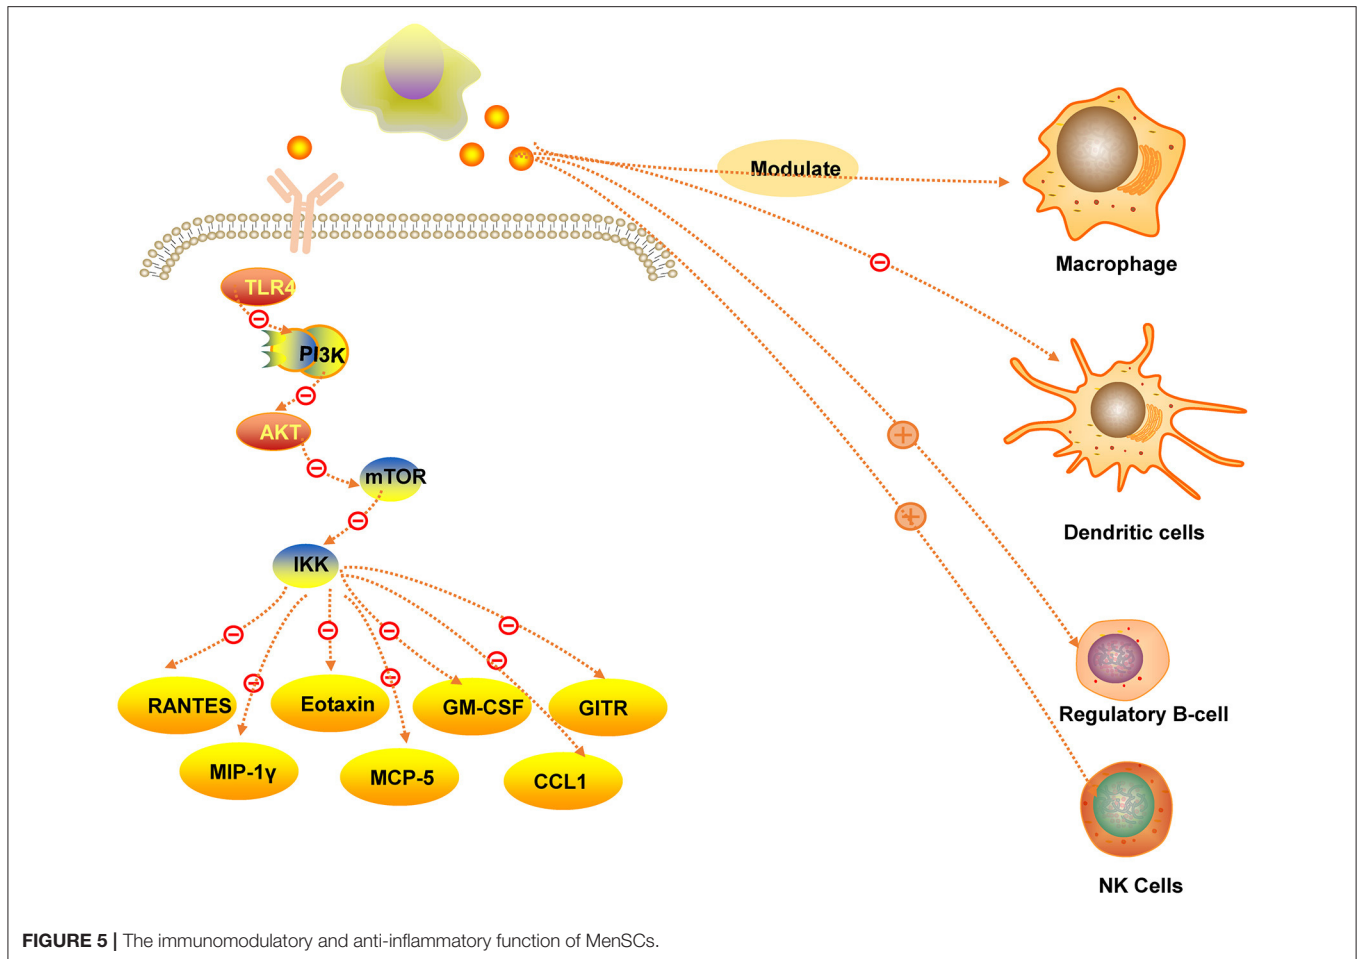 Modulate
Macrophage
TLR4
PI3K
AKT
mTOR
IKK
Dendritic cells
RANTES
Eotaxin
GM-CSF
GITR
MIP-1γ
MCP-5
CCL1
Regulatory B-cell
NK Cells
FIGURE 5 | The immunomodulatory and anti-inflammatory function of MenSCs.